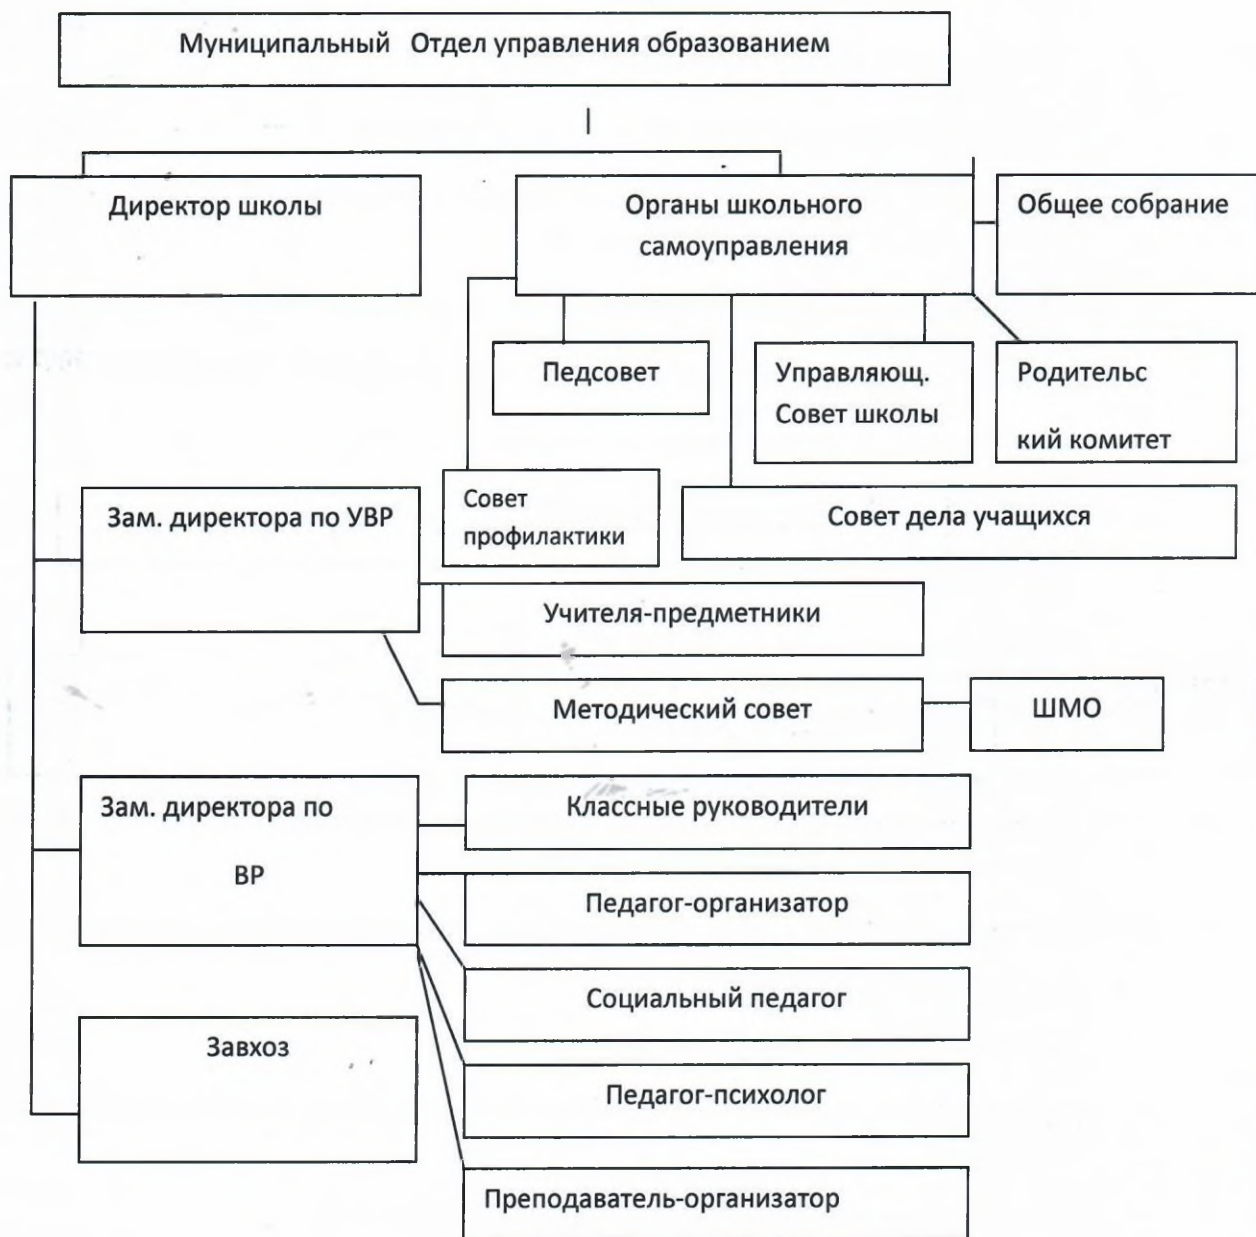 Муниципальный Отдел управления образованием
Директор школы
Органы школьного
самоуправления
Общее собрание
Педсовет
Управляющ.
Совет школы
Родительс
кий комитет
Зам. директора по УВР
Совет
профилактики
Совет дела учащихся
Учителя-предметники
Методический совет
ШМО
Зам. директора по
ВР
Классные руководители
Педагог-организатор
Социальный педагог
Завхоз
Педагог-психолог
Преподаватель-организатор